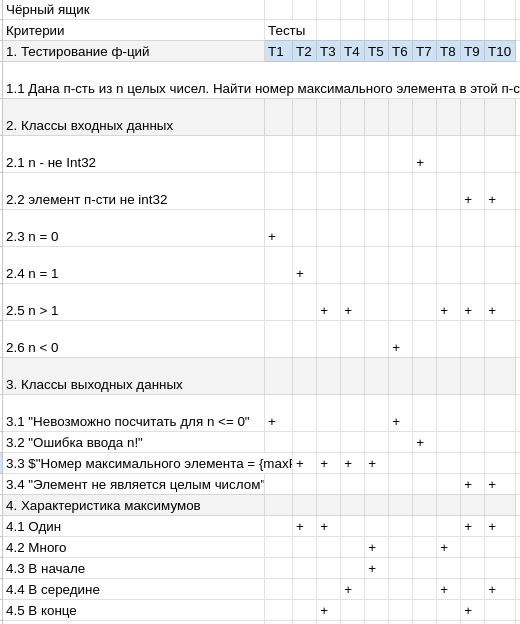 Чёрный ящик
Критерии Тесты
1. Тестирование ф-ций T1 T2 T3 T4 T5 T6 T7 T8 T9 T10
1.1 Дана п-сть из n целых чисел. Найти номер максимального элемента в этой п-с
2. Классы входных данных
2.1 n - не Int32 +
2.2 элемент п-сти не int32 + +
2.3 n = 0 +
2.4 n = 1 +
2.5 n > 1 + + + + +
2.6 n < 0 +
3. Классы выходных данных
3.1 "Невозможно посчитать для n <= 0" + +
3.2 "Ошибка ввода n!" +
3.3 $"Номер максимального элемента = {maxP + + + +
3.4 "Элемент не является целым числом" + +
4. Характеристика максимумов
4.1 Один + + + +
4.2 Много + +
4.3 В начале +
4.4 В середине + + +
4.5 В конце + +